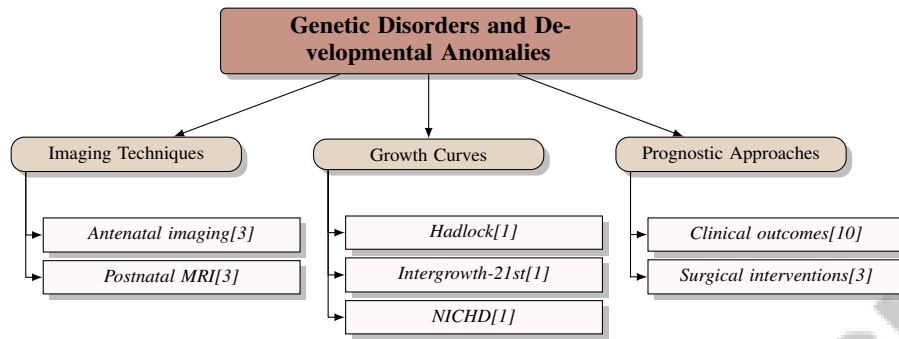 Genetic Disorders and De-
velopmental Anomalies
Imaging Techniques
Antenatal imaging[3]
Postnatal MRI[3]
Growth Curves
Hadlock[1]
Intergrowth-21st[1]
NICHD[1]
Prognostic Approaches
Clinical outcomes[10]
Surgical interventions[3]